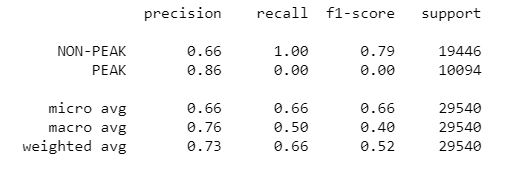 precision recall f1-score support
NON-PEAK 0.66 1.00 0.79 19446
PEAK 0.86 0.00 0.00 10094
micro avg 0.66 0.66 0.66 29540
macro avg 0.76 0.50 0.40 29540
weighted avg 0.73 0.66 0.52 29540